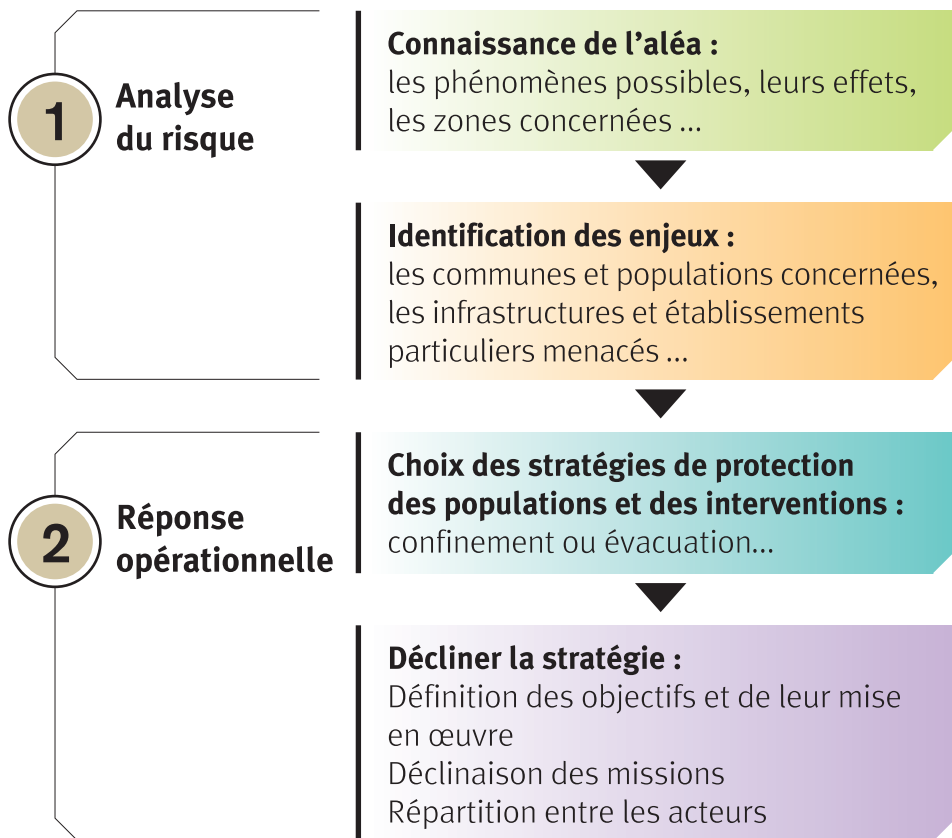 1
Analyse
du risque
Connaissance de l’aléa :
les phénomènes possibles, leurs effets,
les zones concernées ...
Identification des enjeux :
les communes et populations concernées,
les infrastructures et établissements
particuliers menacés ...
2
Réponse
opérationnelle
Choix des stratégies de protection
des populations et des interventions :
confinement ou évacuation...
Décliner la stratégie :
Définition des objectifs et de leur mise
en œuvre
Déclinaison des missions
Répartition entre les acteurs